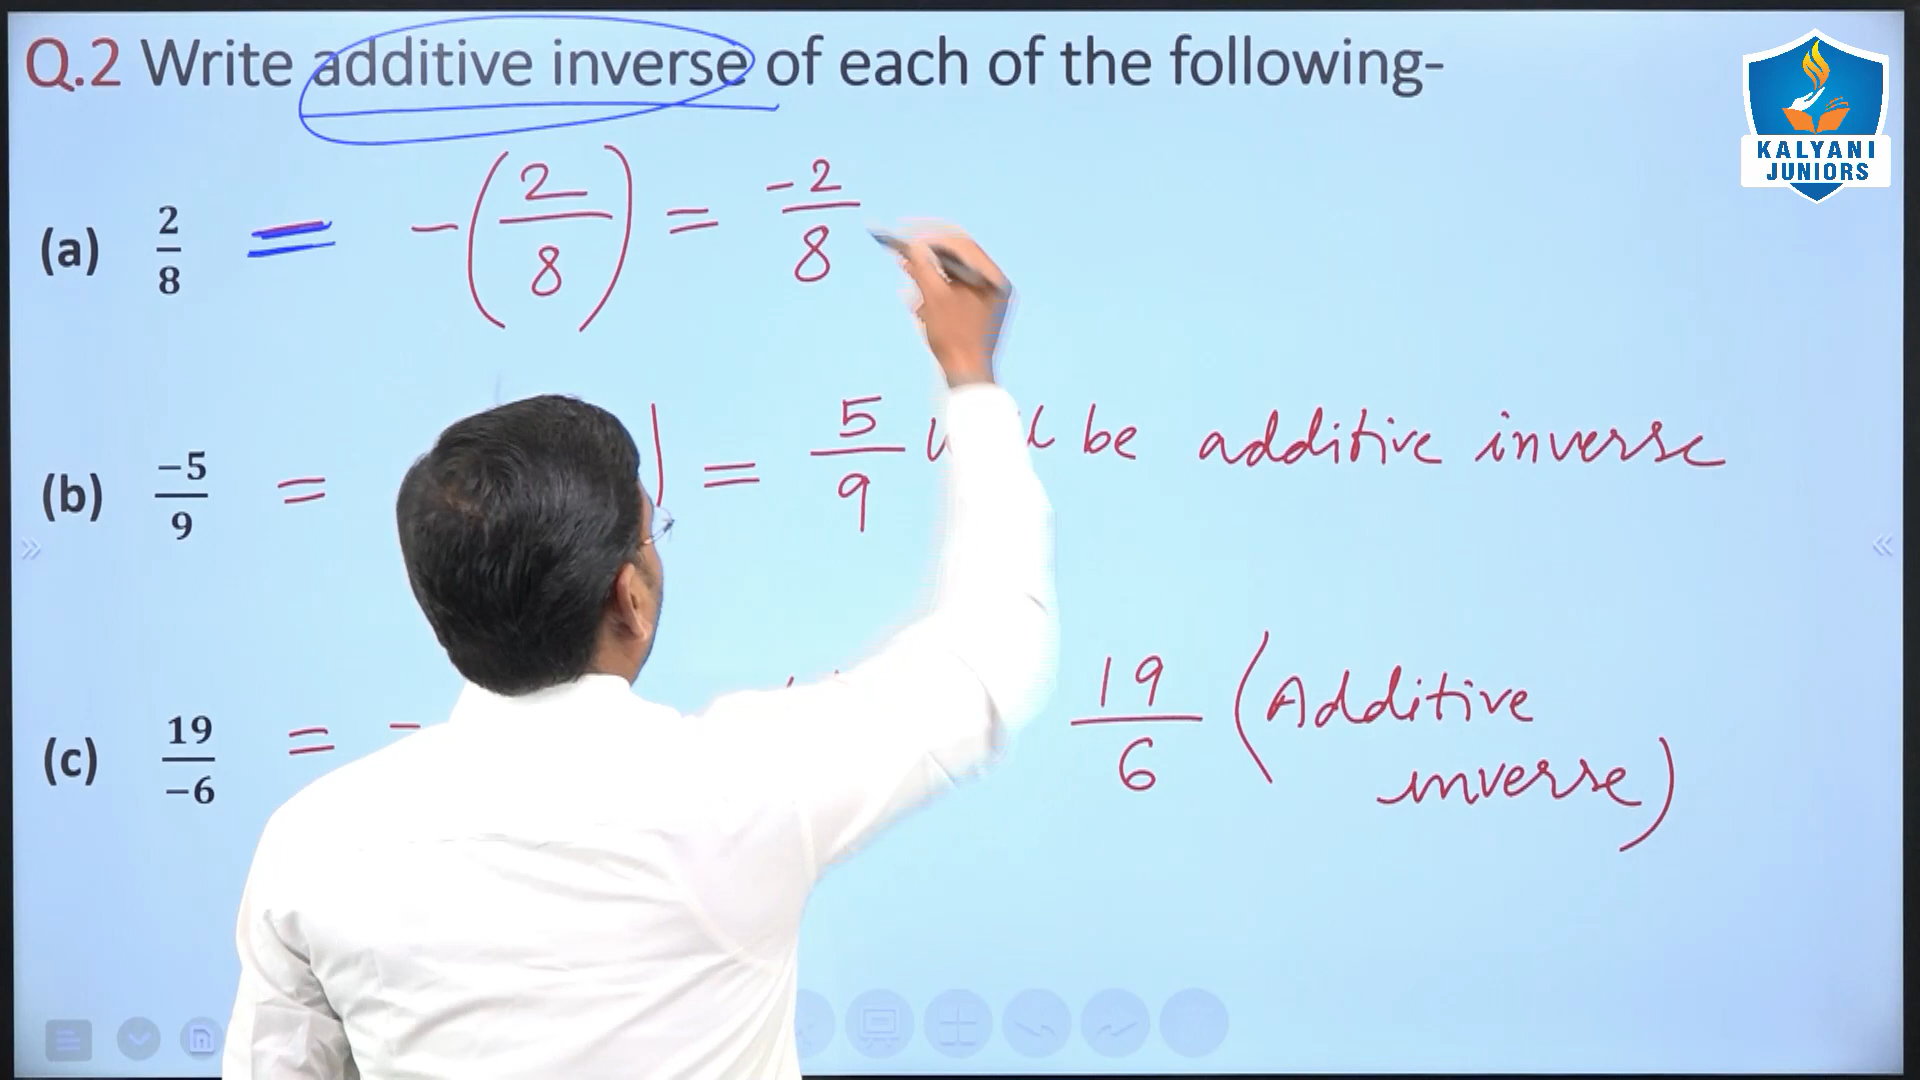 Q.2 Write additive inverse of each of the following-
KALYANI
JUNIORS
(a) 2/8 = -(2/8) = -2/8
(b) -5/9 = = 5/9 be additive inverse
(c) 19/-6 = - 19/6 (Additive
inverse)